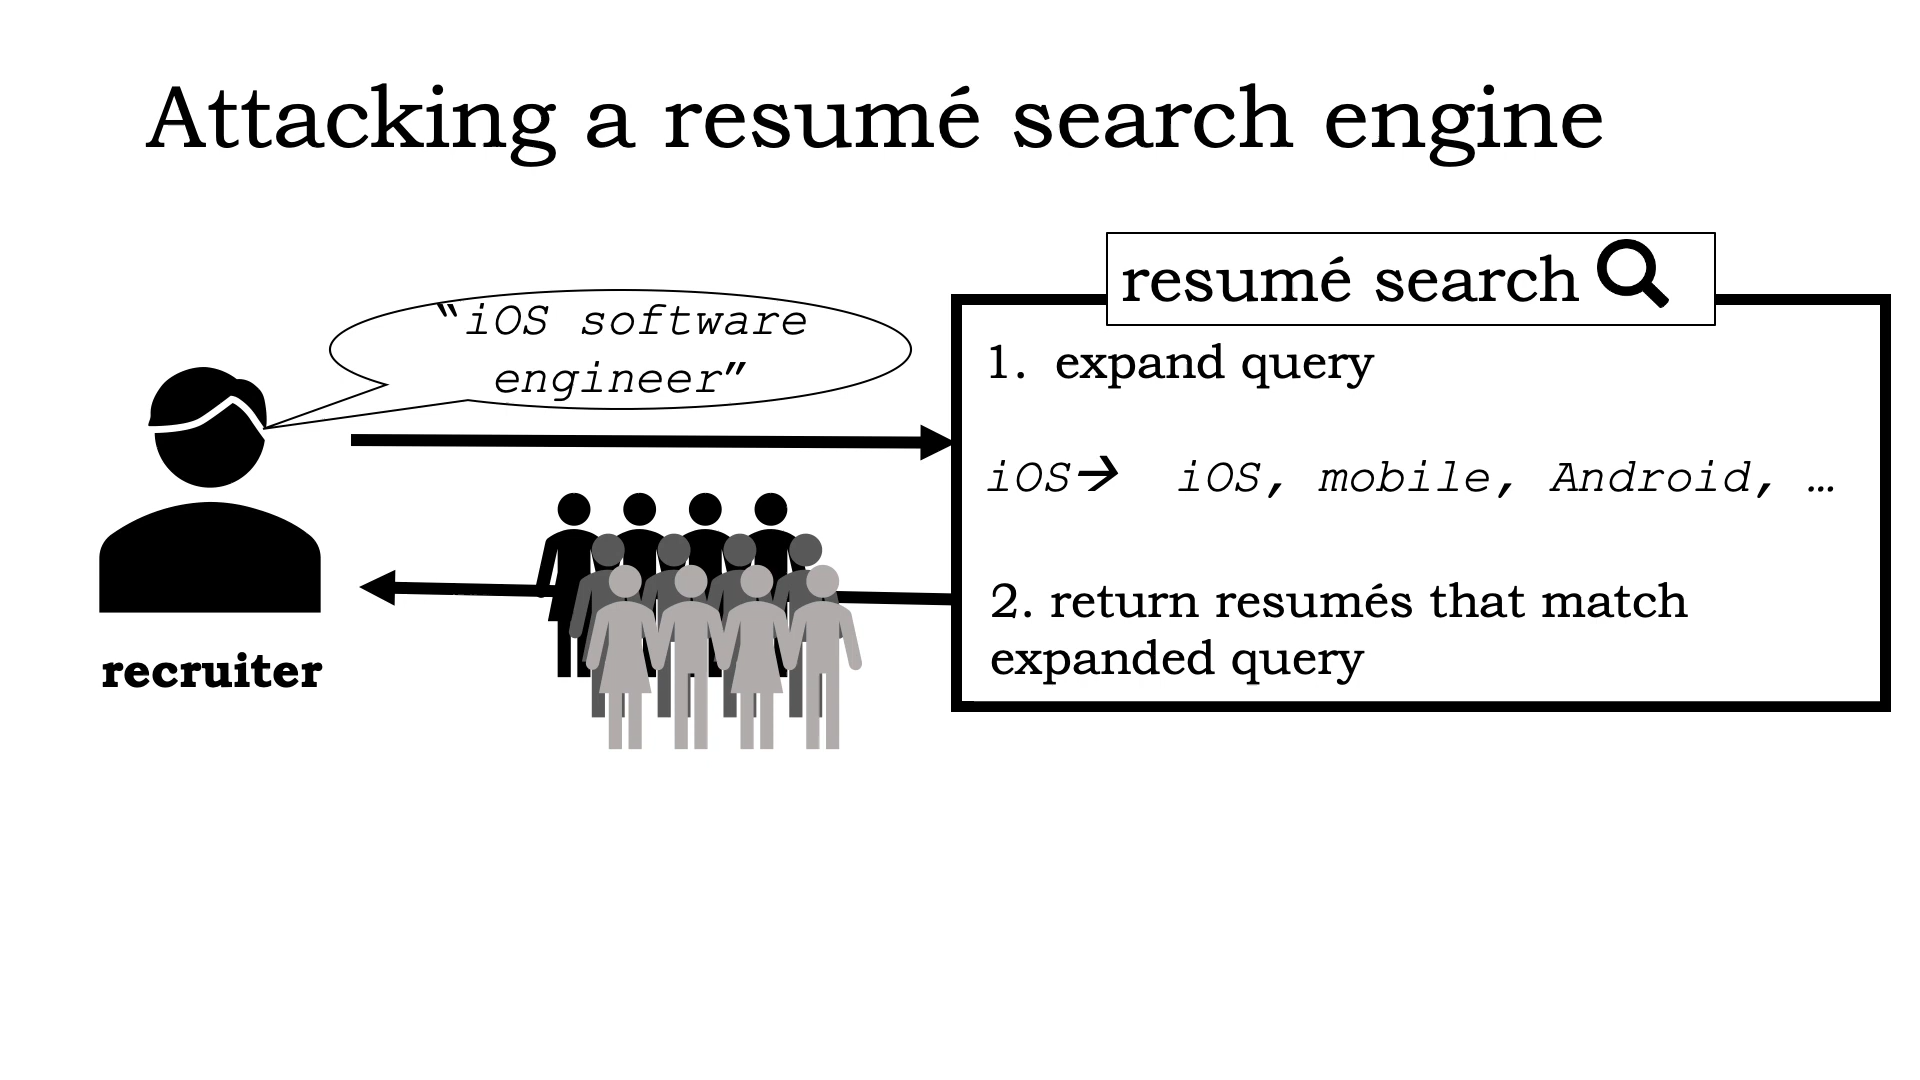 Attacking a resumé search engine
resumé search
“iOS software
engineer”
1. expand query
iOS→ iOS, mobile, Android, …
2. return resumés that match
expanded query
recruiter